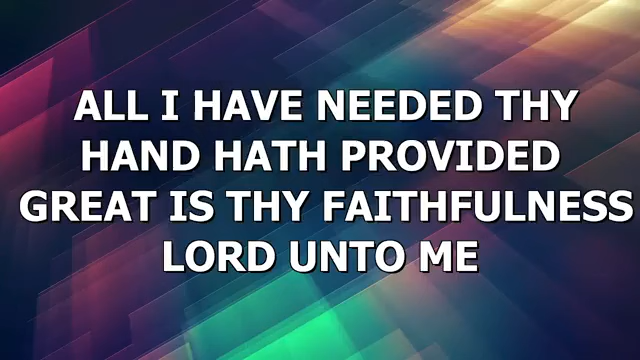 ALL I HAVE NEEDED THY
HAND HATH PROVIDED
GREAT IS THY FAITHFULNESS
LORD UNTO ME